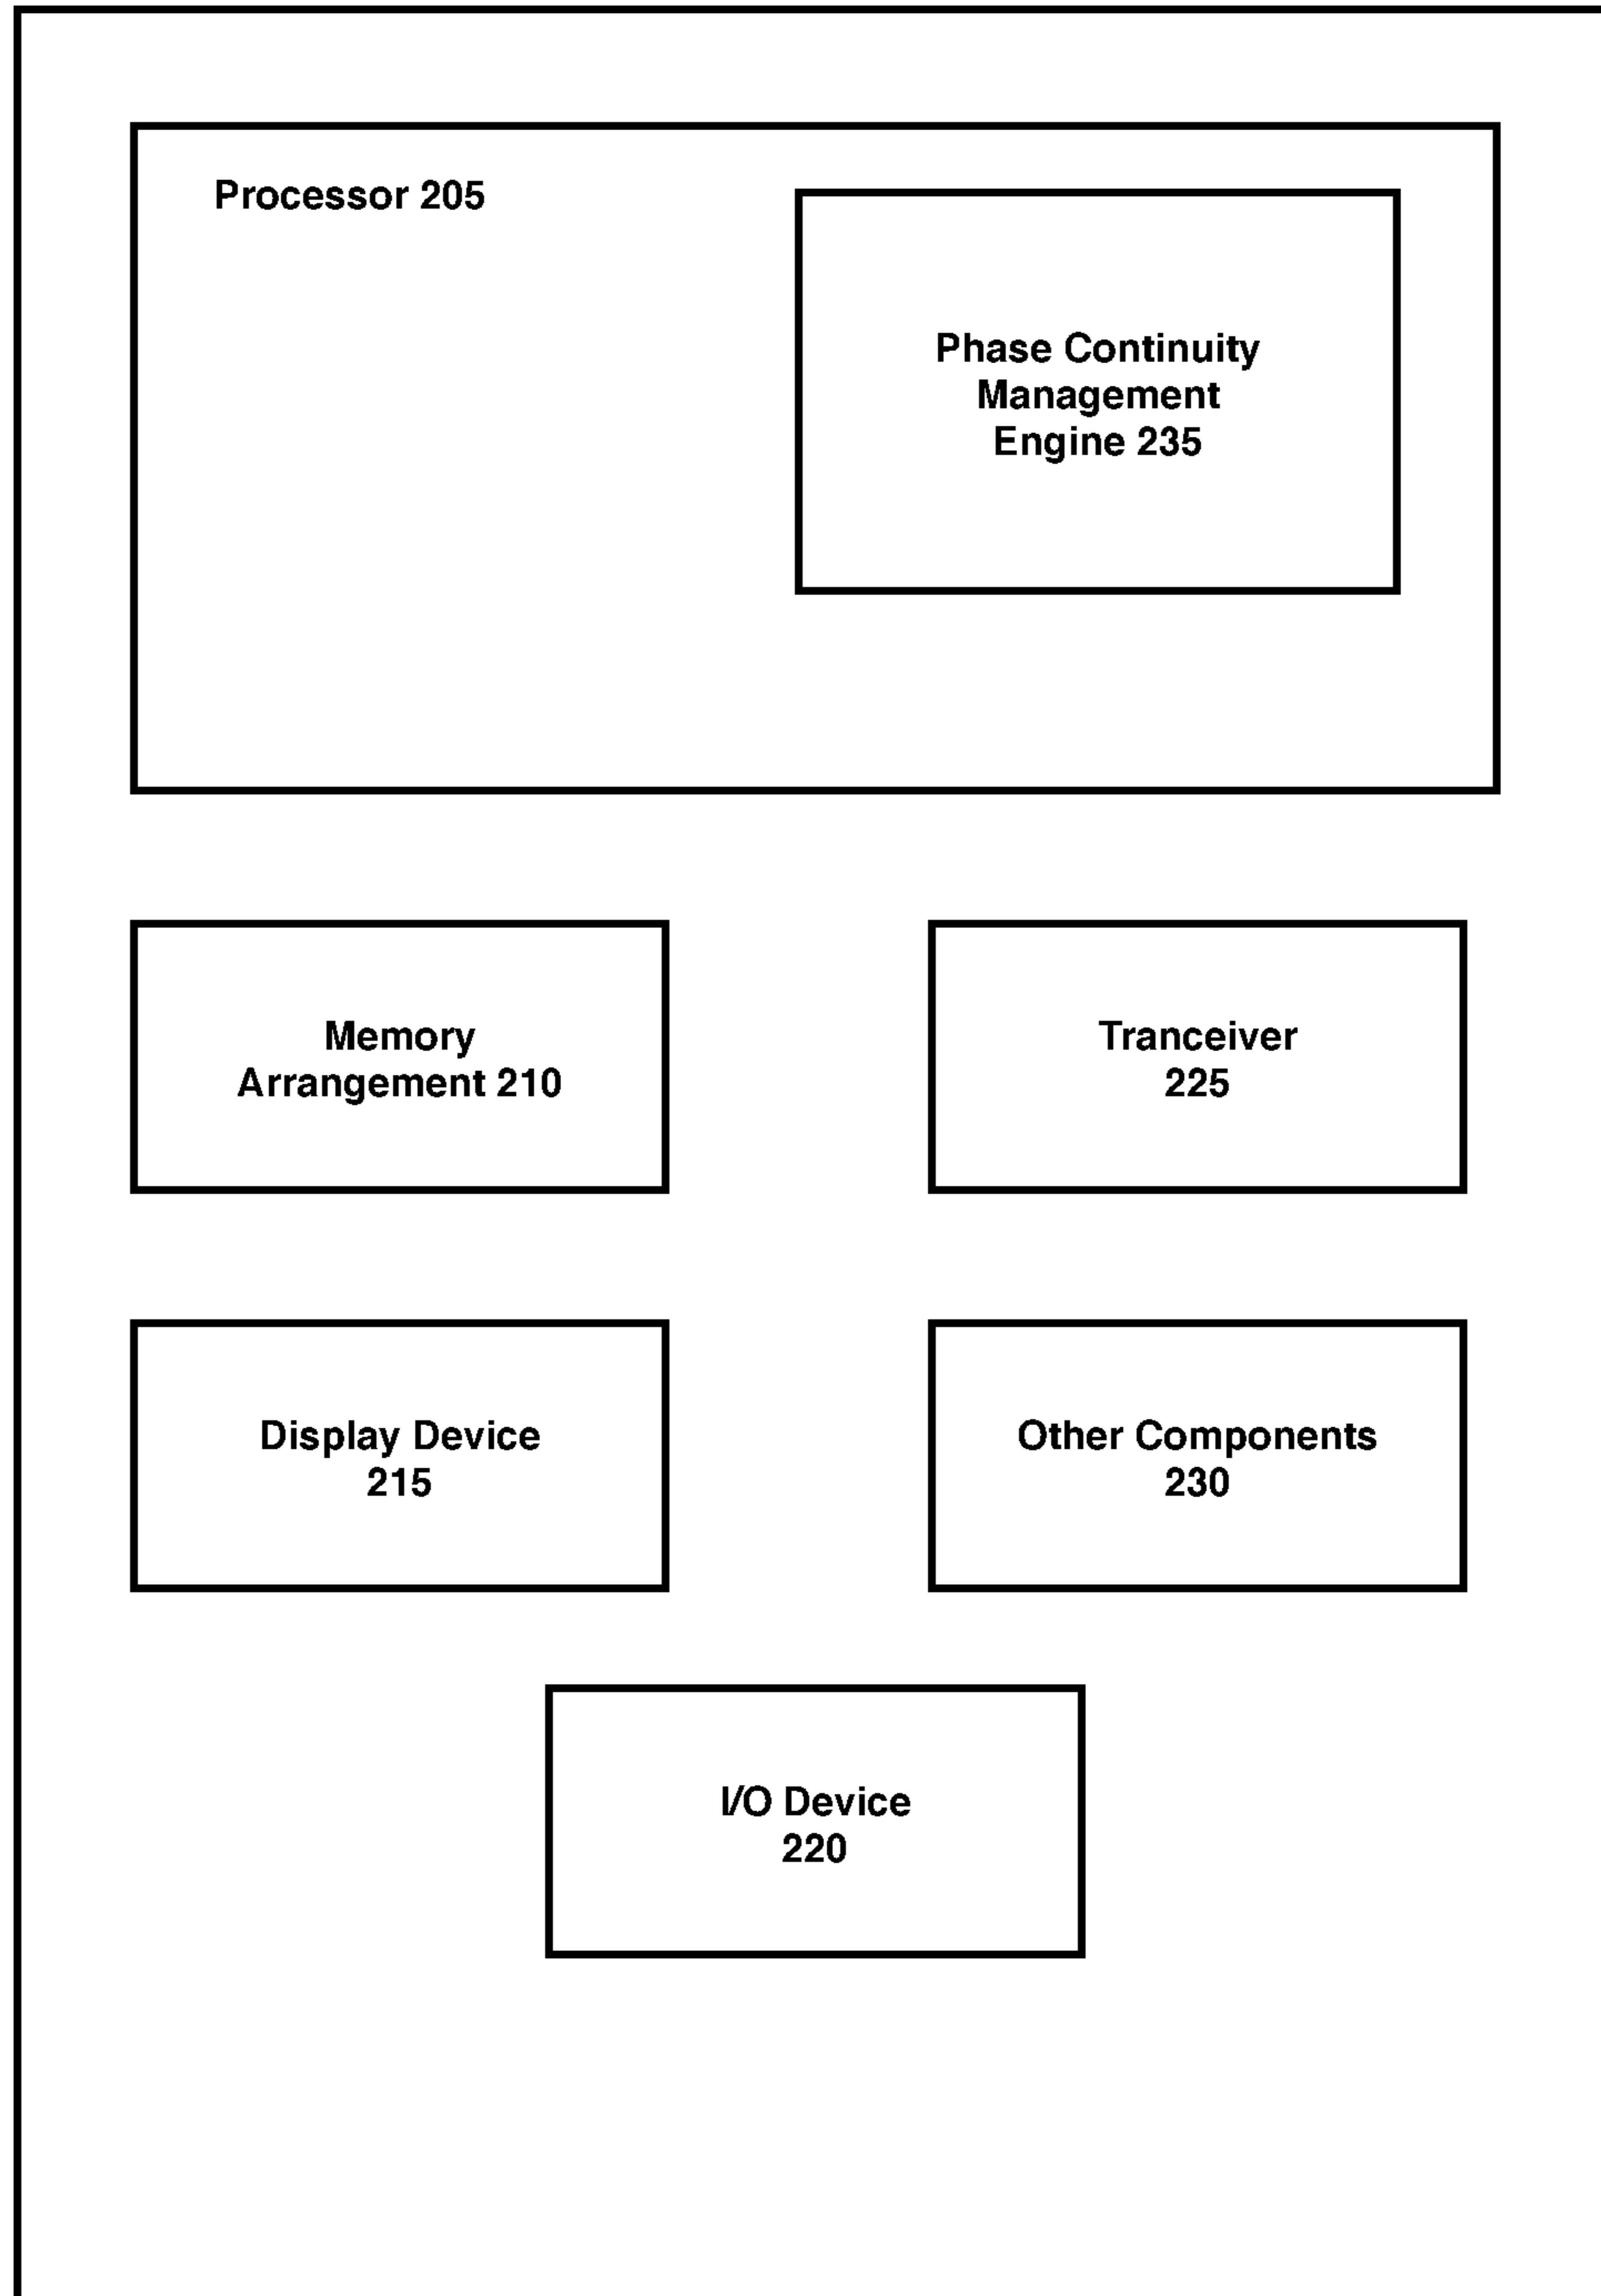 Processor 205
Phase Continuity
Management
Engine 235
Memory
Arrangement 210
Tranceiver
225
Display Device
215
Other Components
230
I/O Device
220